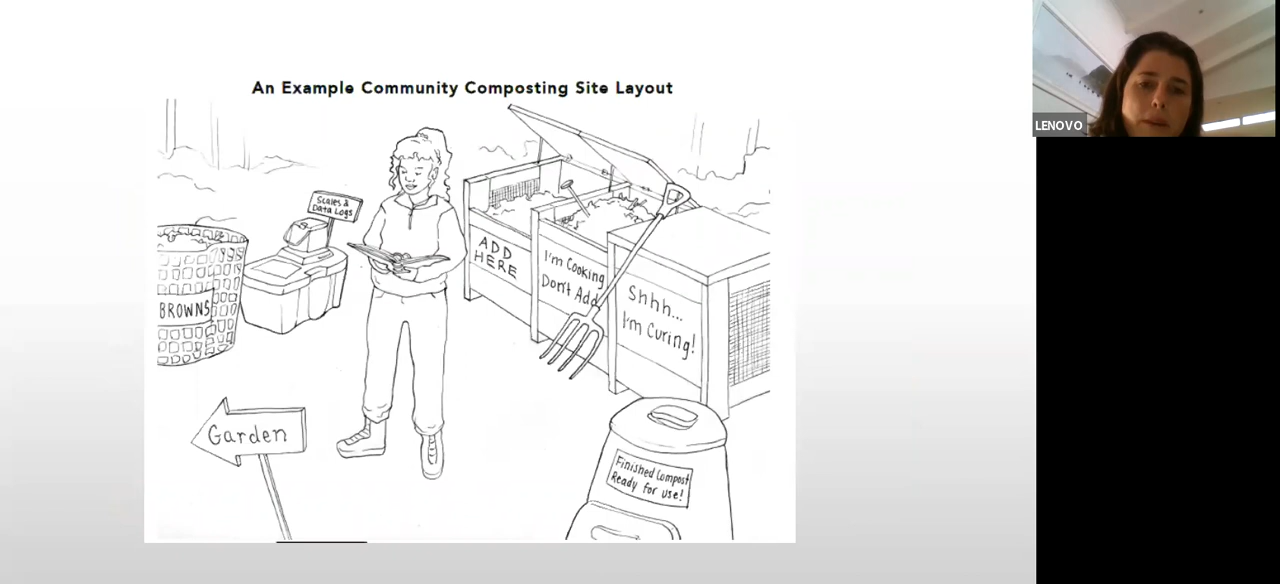 An Example Community Composting Site Layout
LENOVO
Scales &
Data Logs
BROWNS
ADD
HERE
I'm Cooking
Don't Add
Shhh...
I'm Curing!
Garden
Finished Compost
Ready for use!